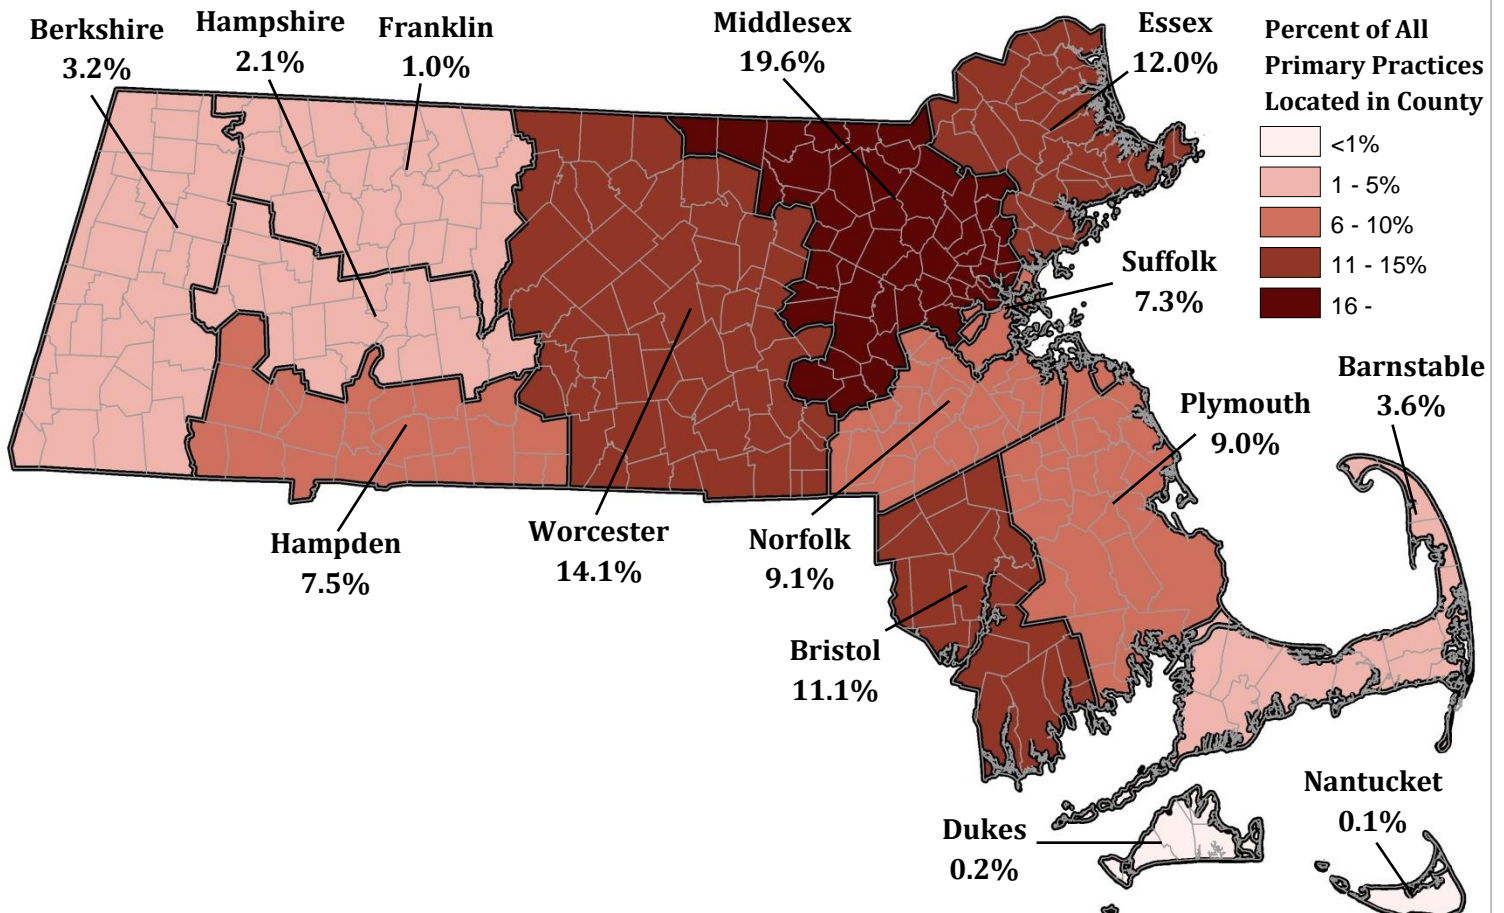 Berkshire
3.2%
Hampshire
2.1%
Franklin
1.0%
Middlesex
19.6%
Essex
12.0%
Percent of All
Primary Practices
Located in County
<1%
1 - 5%
6 - 10%
11 - 15%
16 -
Suffolk
7.3%
Barnstable
3.6%
Plymouth
9.0%
Hampden
7.5%
Worcester
14.1%
Norfolk
9.1%
Bristol
11.1%
Dukes
0.2%
Nantucket
0.1%